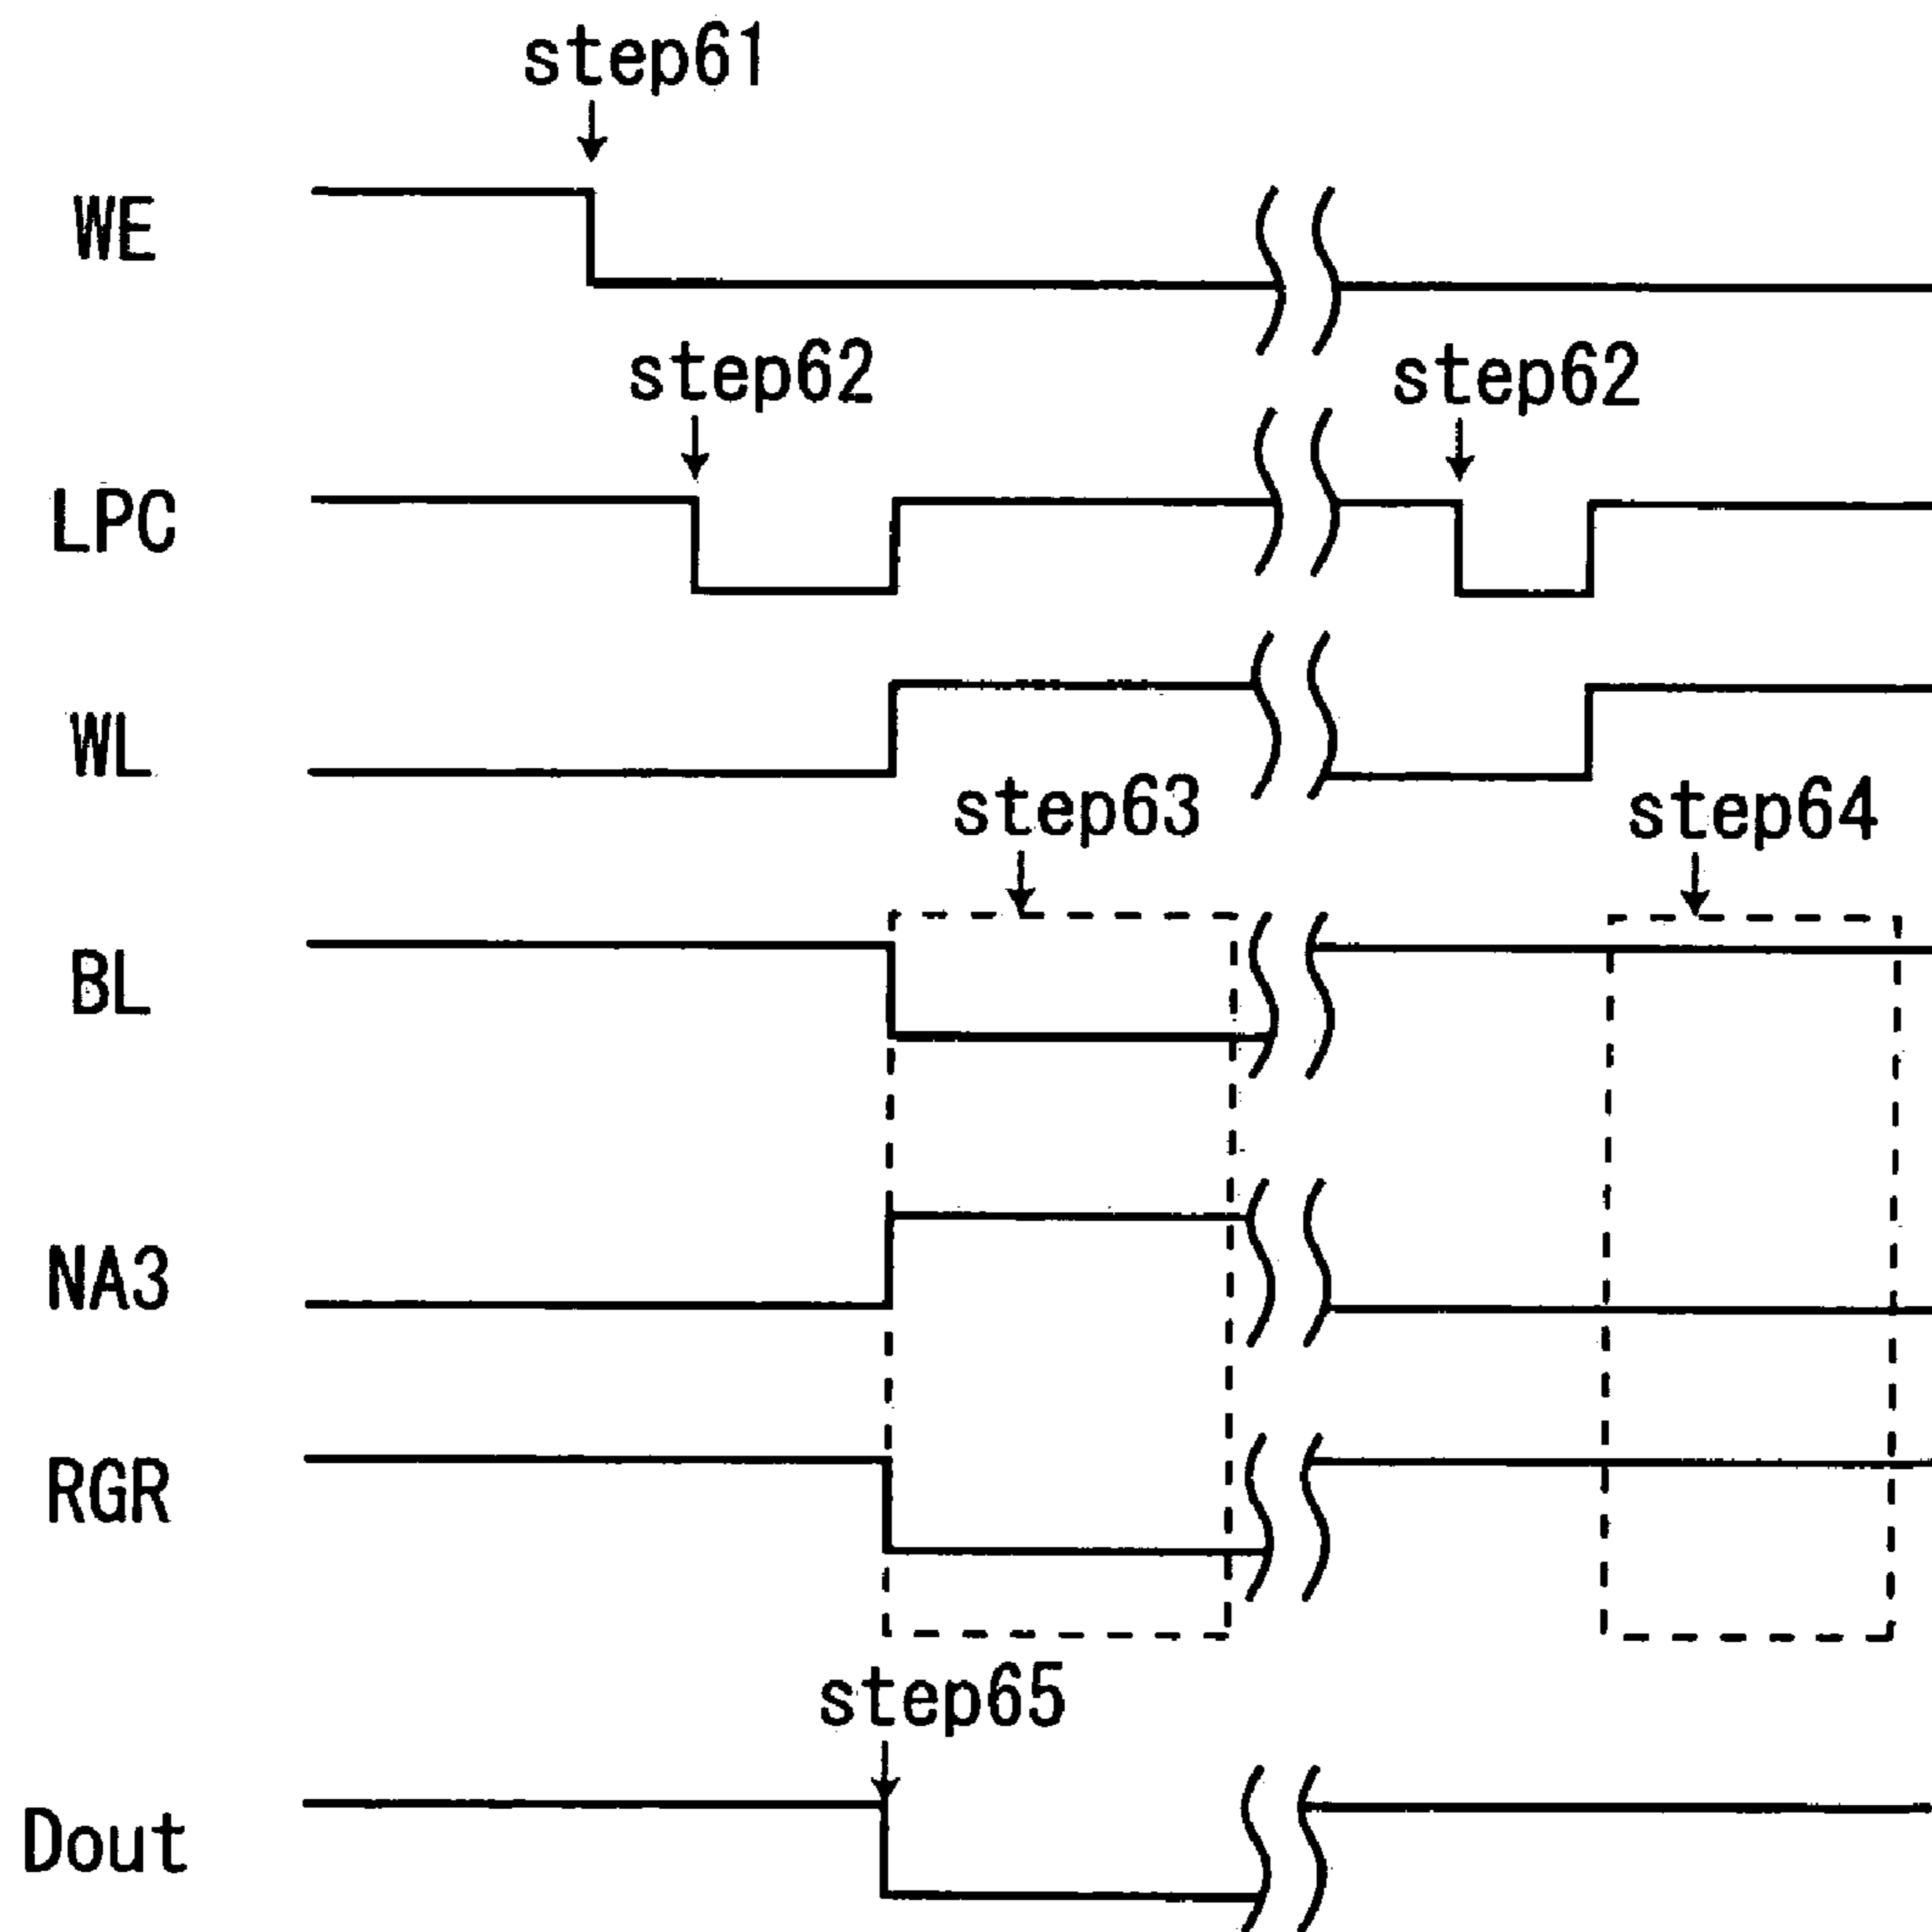 step61
WE
step62 step62
LPC
WL
step63 step64
BL
NA3
RGR
step65
Dout